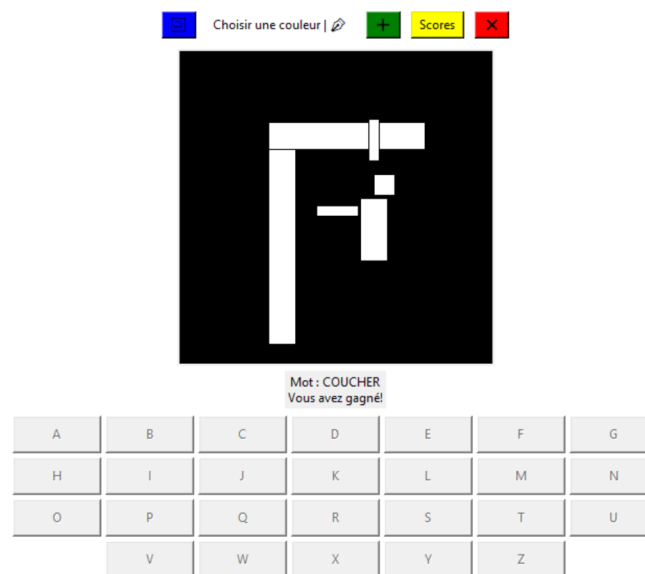 Choisir une couleur | + Scores ×
Mot : COUCHER
Vous avez gagné!
A B C D E F G
H I J K L M N
O P Q R S T U
V W X Y Z